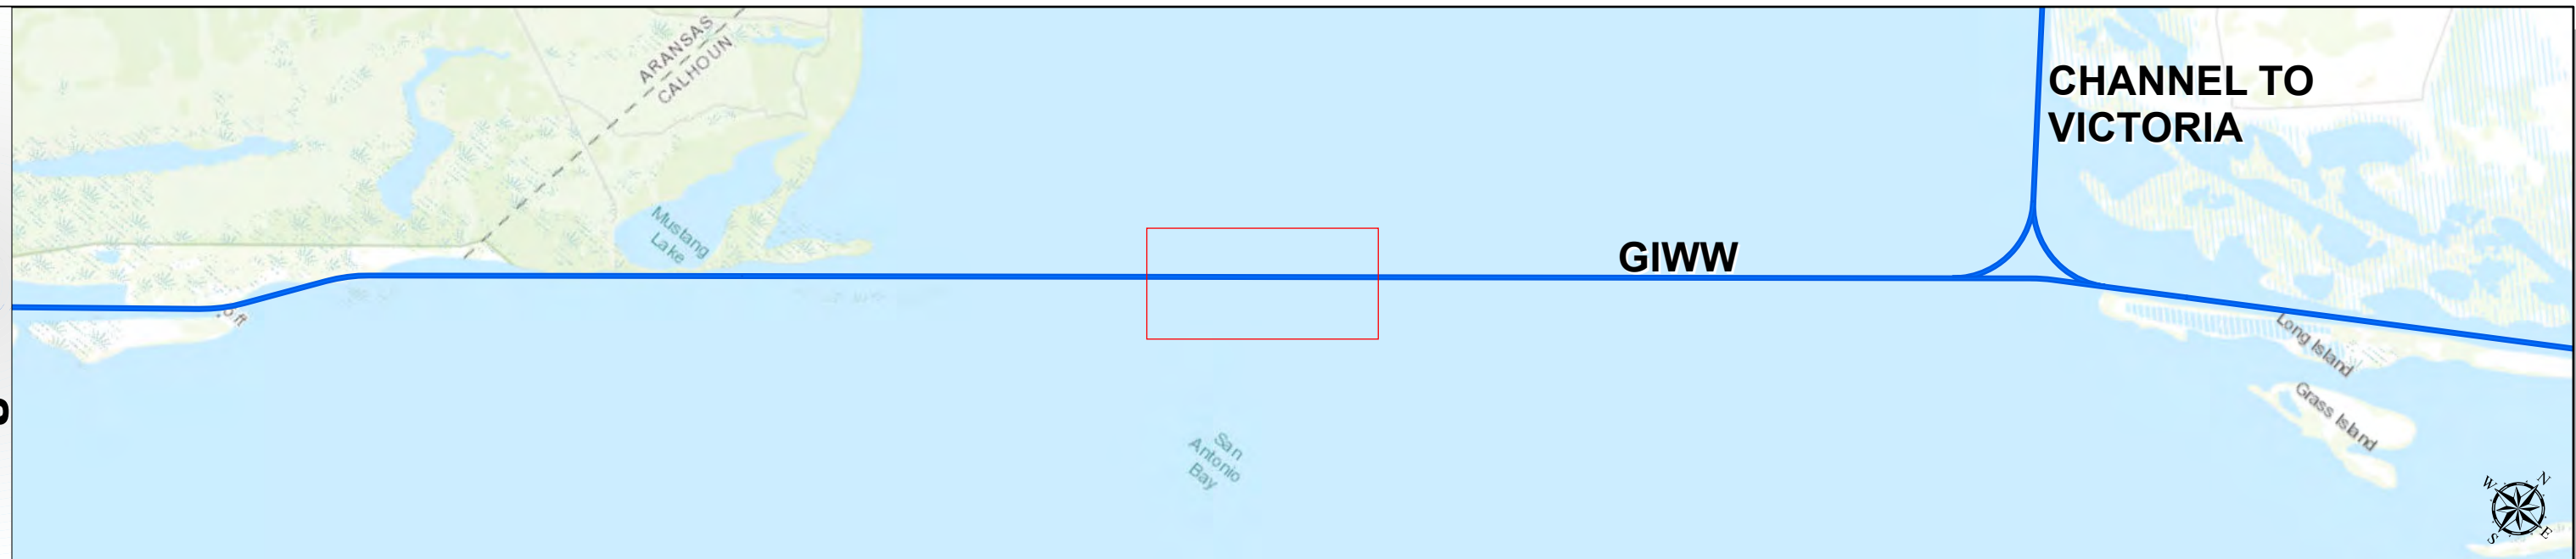 ARANSAS
CALHOUN
CHANNEL TO
VICTORIA
Mustang
Lake
GIWW
Long Island
Grass Island
San
Antonio
Bay
W
N
S
E